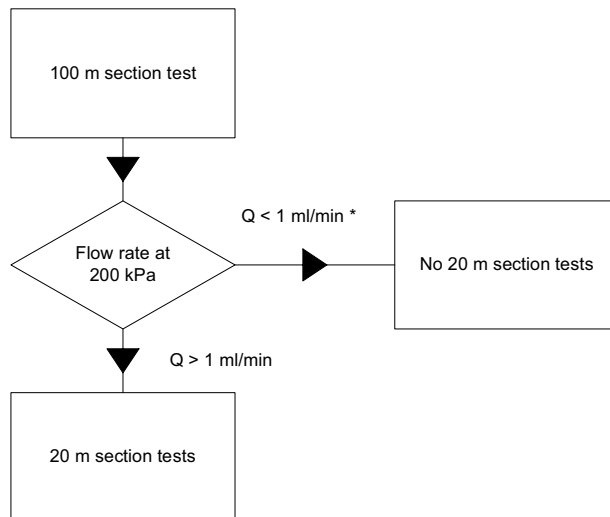 100 m section test
Q < 1 ml/min *
Flow rate at
200 kPa
No 20 m section tests
Q > 1 ml/min
20 m section tests